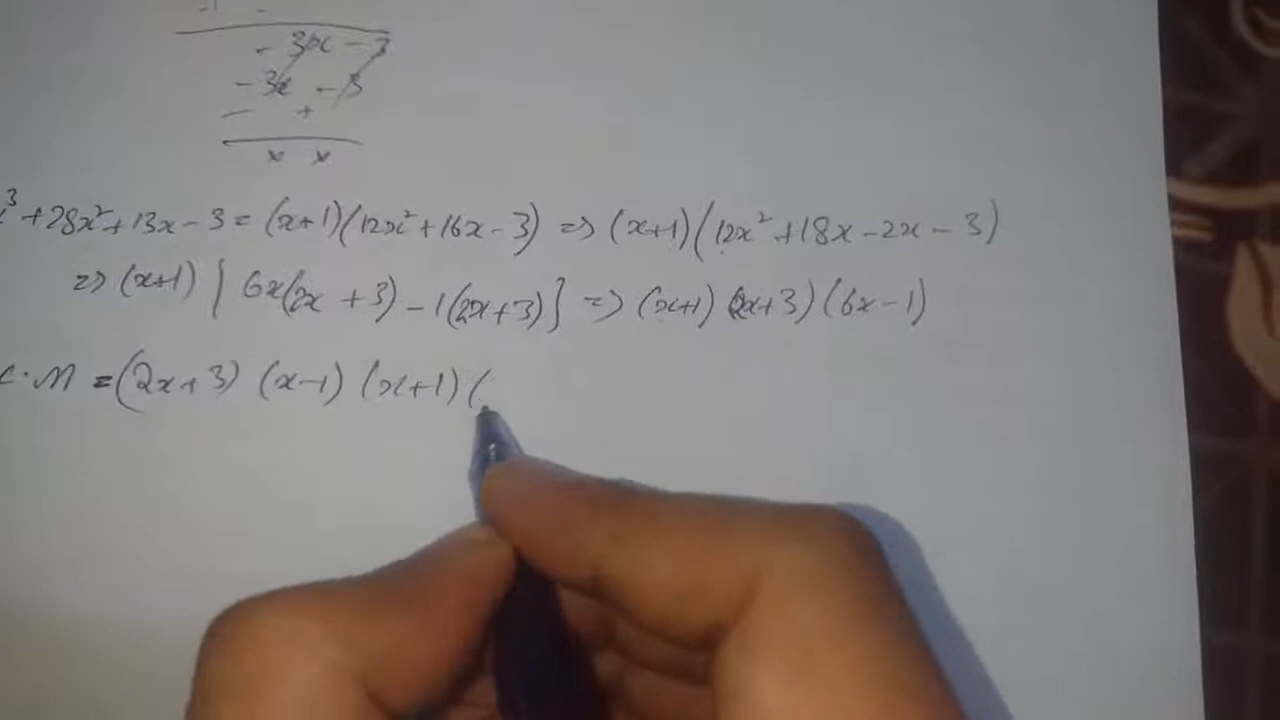 - 3x - 3
- 3x - 3
- +
x x
³ + 28x² + 13x - 3 = (x+1)(12x² + 16x - 3) => (x+1)(12x² + 18x - 2x - 3)
=> (x+1) { 6x(2x + 3) - 1(2x+3)} => (x+1) (2x+3) (6x-1)
C.M = (2x+3) (x-1) (x+1) (